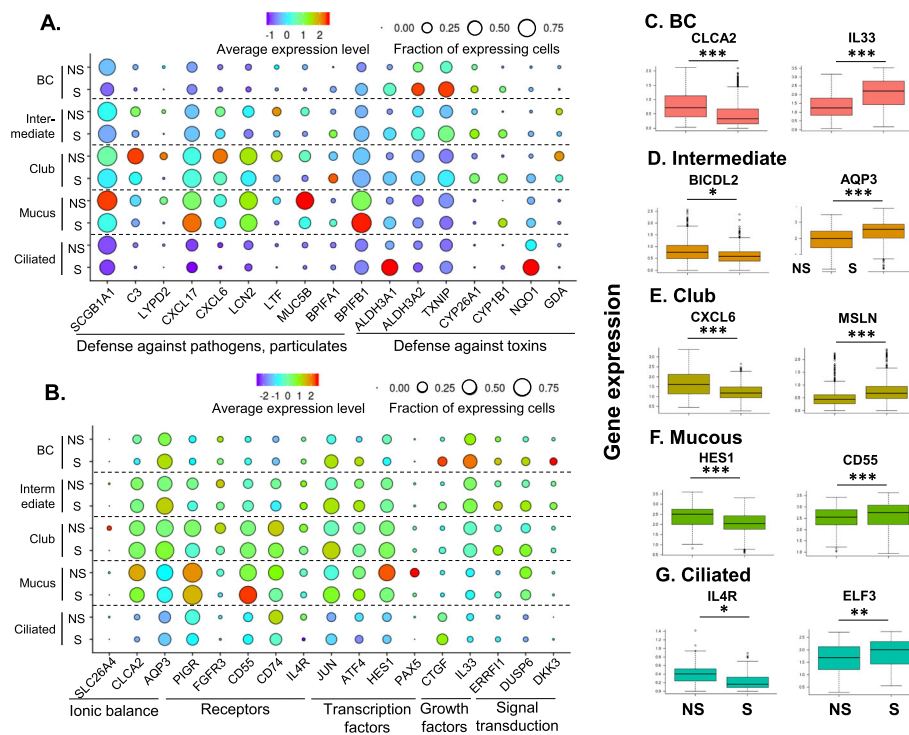 A.
-1 0 1 2
Average expression level
0.00 0.25 0.50 0.75
Fraction of expressing cells
BC
NS
S
Inter-
mediate
NS
S
Club
NS
S
Mucus
NS
S
Ciliated
NS
S
SCGB1A1 C3 LYPD2 CXCL17 CXCL6 LCN2 LTF MUC5B BPIFA1 BPIFB1 ALDH3A1 ALDH3A2 TXNIP CYP26A1 CYP1B1 NQO1 GDA
Defense against pathogens, particulates Defense against toxins
B.
-2 -1 0 1 2
Average expression level
0.00 0.25 0.50 0.75
Fraction of expressing cells
BC
NS
S
Interm
ediate
NS
S
Club
NS
S
Mucus
NS
S
Ciliated
NS
S
SLC26A4 CLCA2 AQP3 PIGR FGFR3 CD55 CD74 IL4R JUN ATF4 HES1 PAX5 CTGF IL33 ERRFI1 DUSP6 DKK3
Ionic balance Receptors Transcription
factors
Growth
factors
Signal
transduction
Gene expression
C. BC
CLCA2
***
IL33
***
D. Intermediate
BICDL2
*
AQP3
***
NS S
E. Club
CXCL6
***
MSLN
***
F. Mucous
HES1
***
CD55
***
G. Ciliated
IL4R
*
ELF3
**
NS S NS S